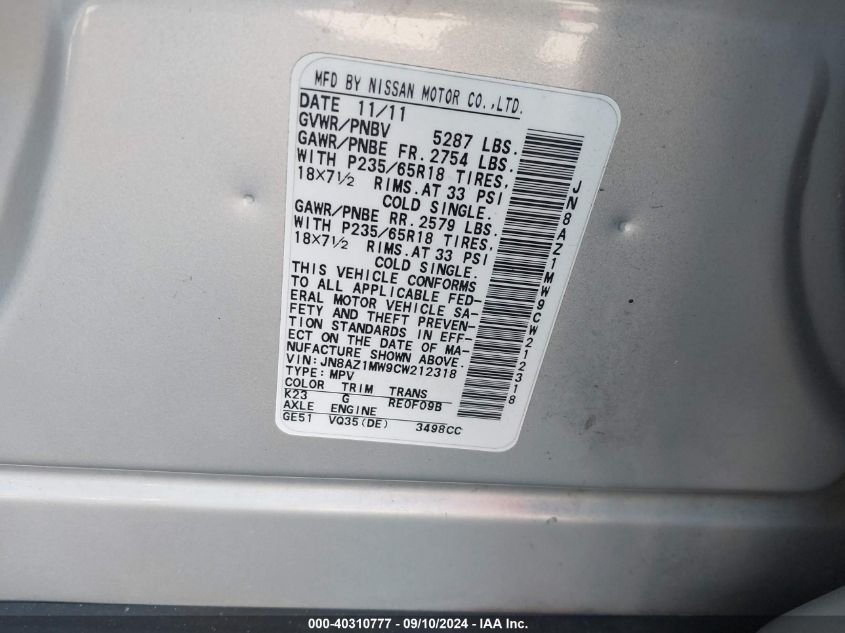 MFD BY NISSAN MOTOR CO.,LTD.
DATE 11/11
GVWR/PNBV 5287 LBS.
GAWR/PNBE FR. 2754 LBS.
WITH P235/65R18 TIRES,
18X7½ RIMS.AT 33 PSI
COLD SINGLE.
GAWR/PNBE RR. 2579 LBS.
WITH P235/65R18 TIRES,
18X7½ RIMS.AT 33 PSI
COLD SINGLE.
THIS VEHICLE CONFORMS
TO ALL APPLICABLE FED-
ERAL MOTOR VEHICLE SA-
FETY AND THEFT PREVEN-
TION STANDARDS IN EFF-
ECT ON THE DATE OF MA-
NUFACTURE SHOWN ABOVE.
VIN:JN8AZ1MW9CW212318
TYPE:MPV
COLOR TRIM TRANS
K23 G RE0F09B
AXLE ENGINE
GE51 VQ35(DE) 3498CC
JN8AZ1MW9CW212318
000-40310777 - 09/10/2024 - IAA Inc.